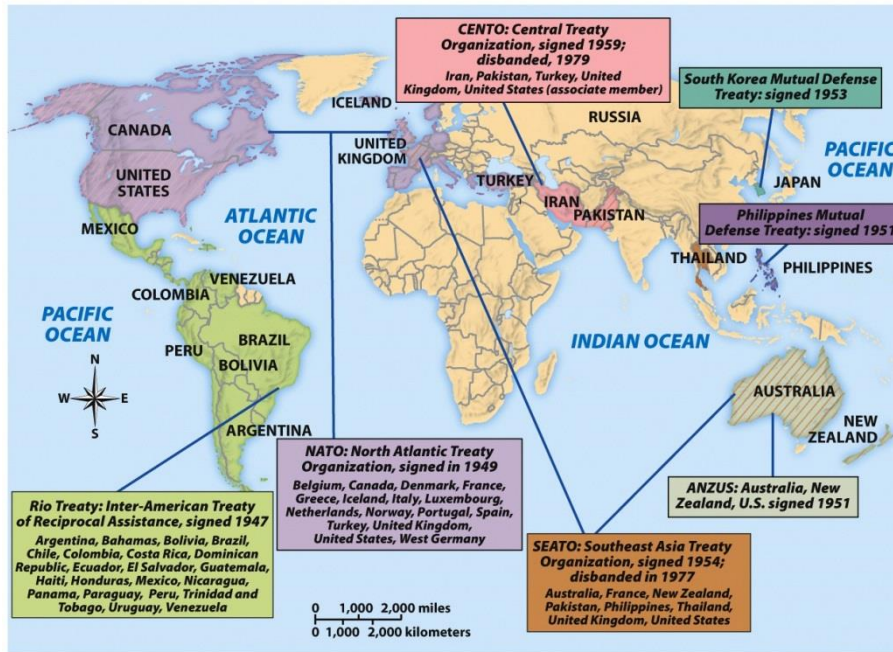 CENTO: Central Treaty
Organization, signed 1959;
disbanded, 1979
Iran, Pakistan, Turkey, United
Kingdom, United States (associate member)
South Korea Mutual Defense
Treaty: signed 1953
ICELAND
RUSSIA
CANADA
UNITED
KINGDOM
PACIFIC
OCEAN
UNITED
STATES
TURKEY
JAPAN
IRAN
PAKISTAN
ATLANTIC
OCEAN
MEXICO
Philippines Mutual
Defense Treaty: signed 1951
THAILAND
PHILIPPINES
VENEZUELA
COLOMBIA
PACIFIC
OCEAN
INDIAN OCEAN
PERU
BRAZIL
BOLIVIA
N
W
E
S
AUSTRALIA
NEW
ZEALAND
ARGENTINA
NATO: North Atlantic Treaty
Organization, signed in 1949
Belgium, Canada, Denmark, France,
Greece, Iceland, Italy, Luxembourg,
Netherlands, Norway, Portugal, Spain,
Turkey, United Kingdom,
United States, West Germany
ANZUS: Australia, New
Zealand, U.S. signed 1951
Rio Treaty: Inter-American Treaty
of Reciprocal Assistance, signed 1947
Argentina, Bahamas, Bolivia, Brazil,
Chile, Colombia, Costa Rica, Dominican
Republic, Ecuador, El Salvador, Guatemala,
Haiti, Honduras, Mexico, Nicaragua,
Panama, Paraguay, Peru, Trinidad and
Tobago, Uruguay, Venezuela
SEATO: Southeast Asia Treaty
Organization, signed 1954;
disbanded in 1977
Australia, France, New Zealand,
Pakistan, Philippines, Thailand,
United Kingdom, United States
0 1,000 2,000 miles
0 1,000 2,000 kilometers